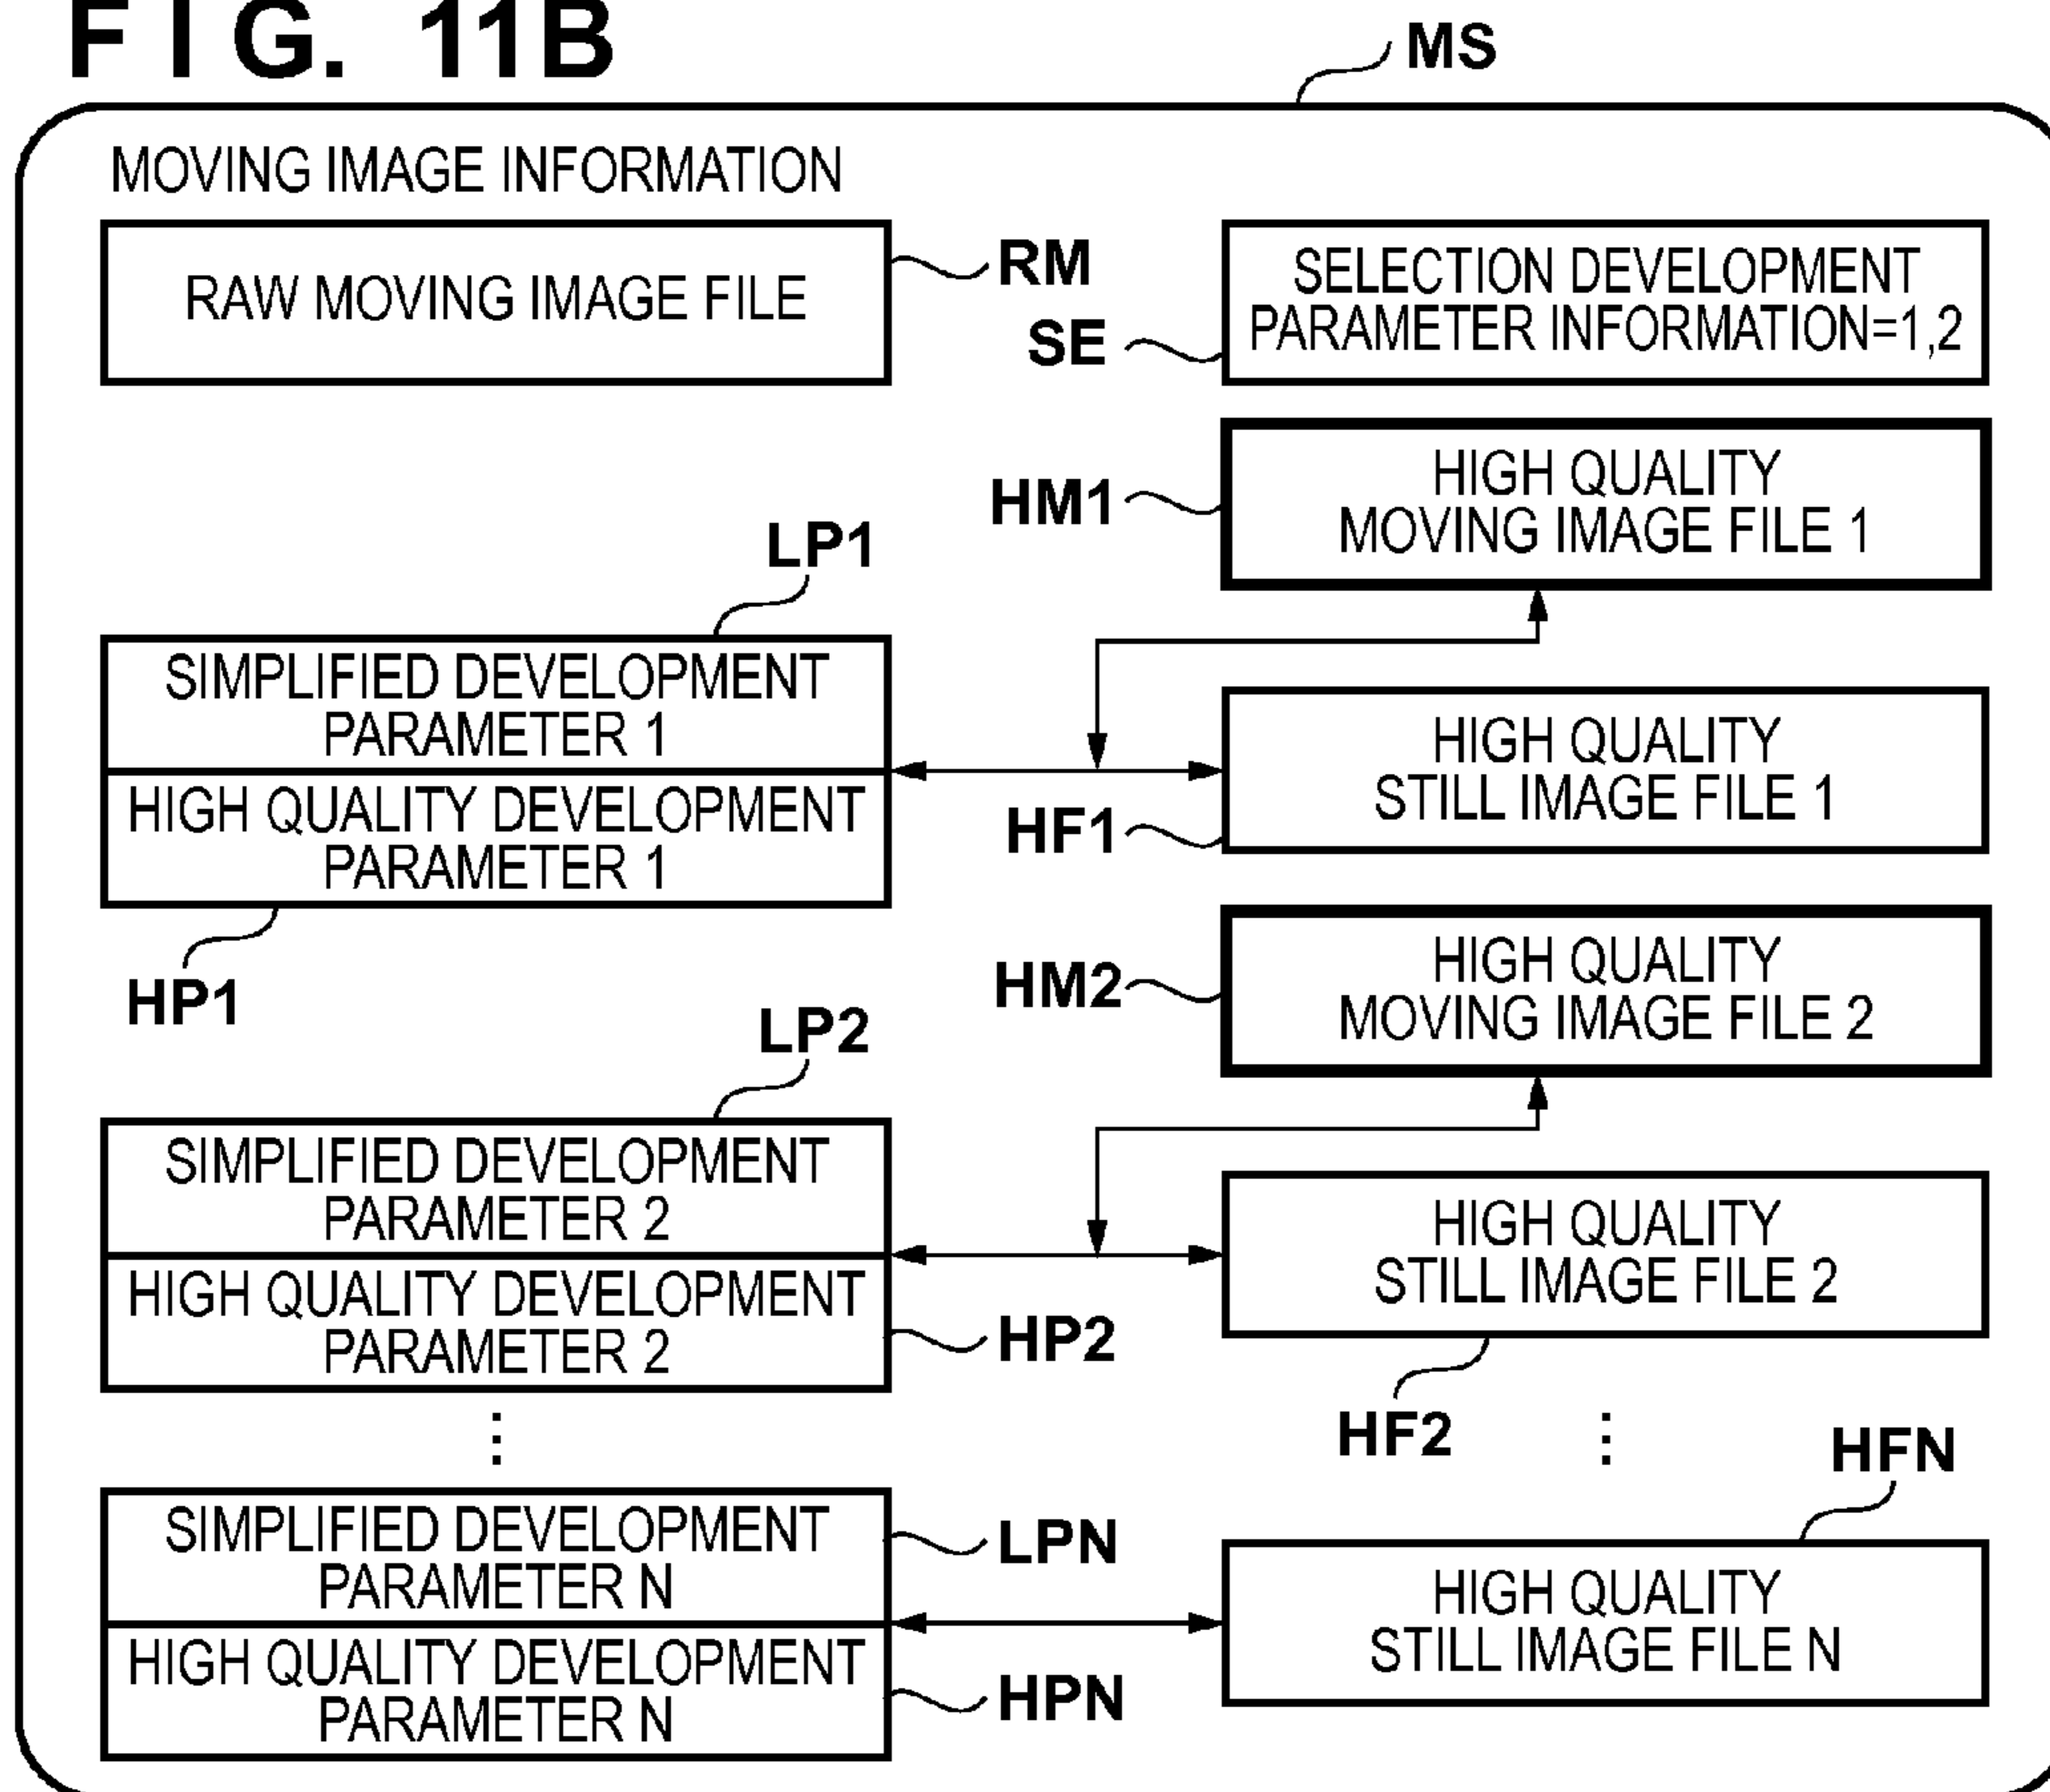 FIG. 11B
MS
MOVING IMAGE INFORMATION
RAW MOVING IMAGE FILE
RM
SELECTION DEVELOPMENT
PARAMETER INFORMATION=1,2
SE
HM1
HIGH QUALITY
MOVING IMAGE FILE 1
LP1
SIMPLIFIED DEVELOPMENT
PARAMETER 1
HIGH QUALITY DEVELOPMENT
PARAMETER 1
HP1
HIGH QUALITY
STILL IMAGE FILE 1
HF1
HM2
HIGH QUALITY
MOVING IMAGE FILE 2
LP2
SIMPLIFIED DEVELOPMENT
PARAMETER 2
HIGH QUALITY DEVELOPMENT
PARAMETER 2
HP2
HIGH QUALITY
STILL IMAGE FILE 2
HF2
⋮
⋮
HFN
SIMPLIFIED DEVELOPMENT
PARAMETER N
LPN
HIGH QUALITY DEVELOPMENT
PARAMETER N
HPN
HIGH QUALITY
STILL IMAGE FILE N